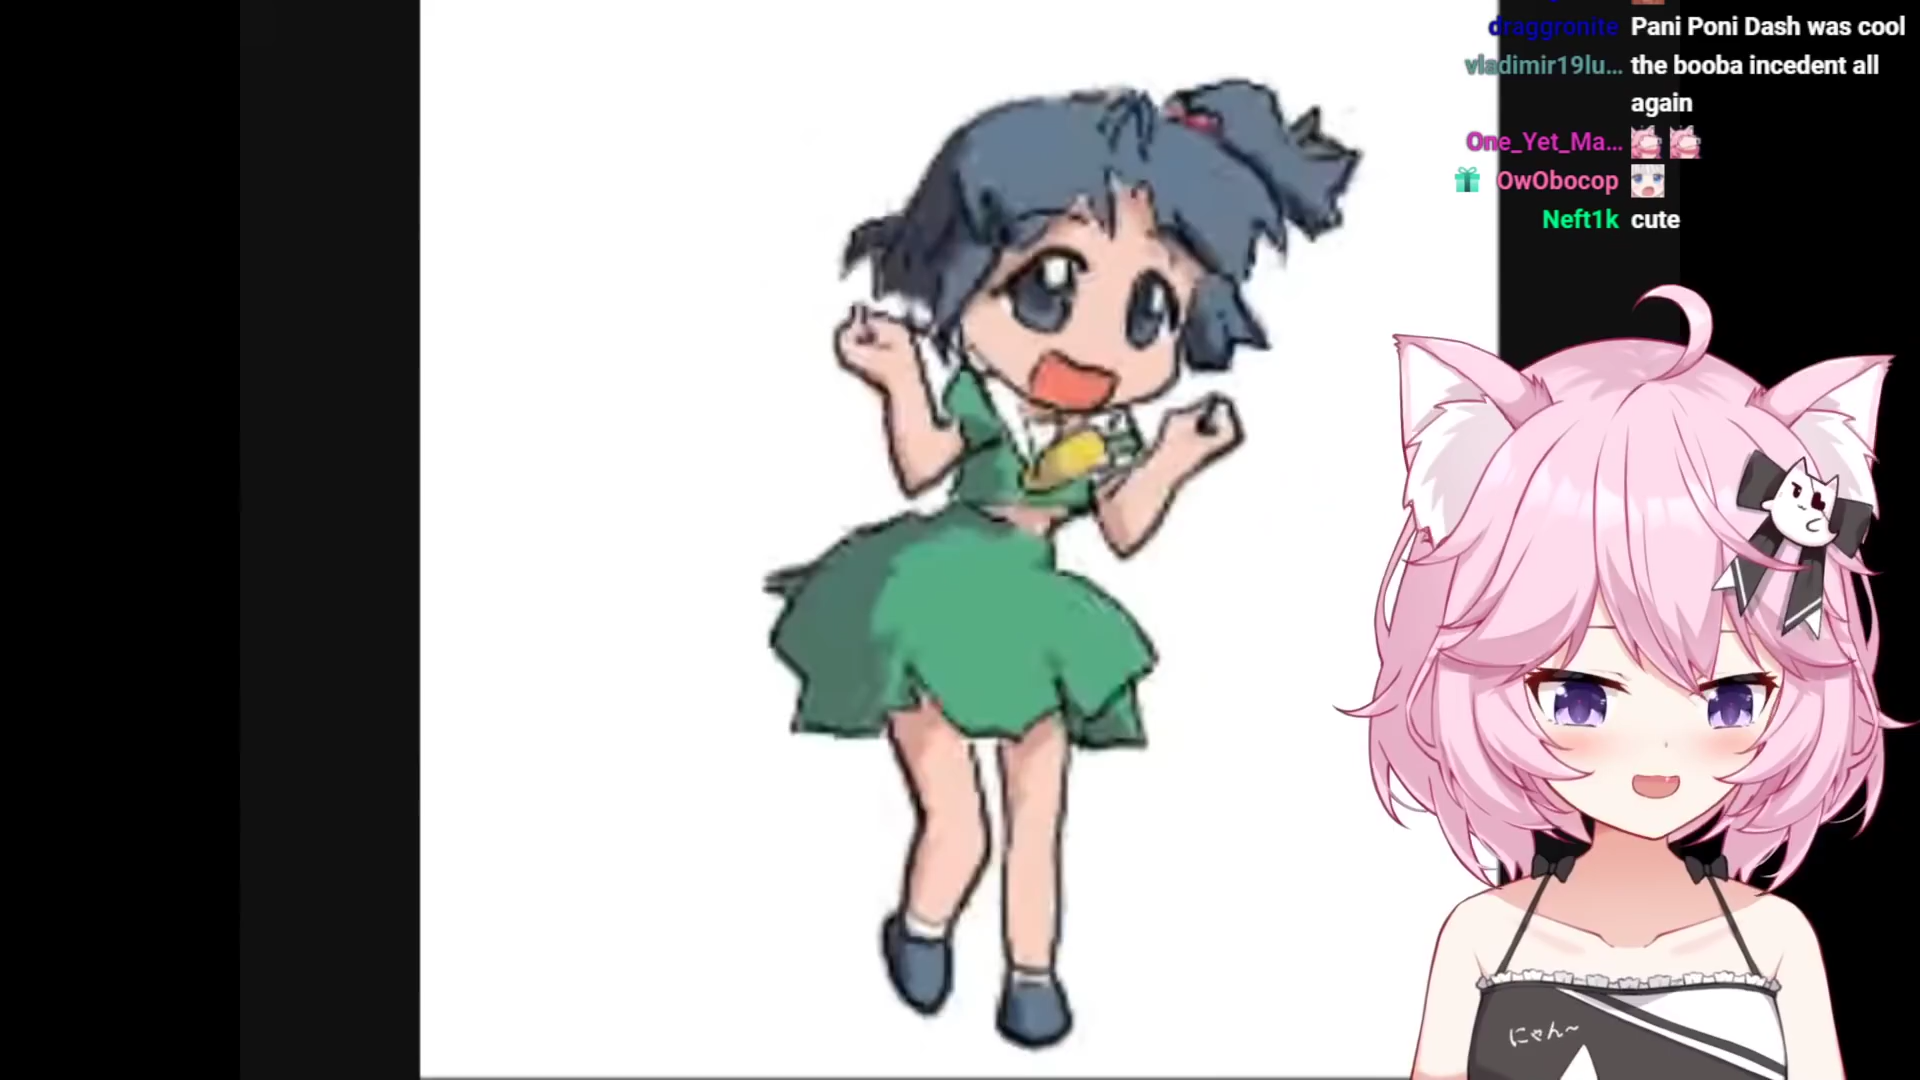 draggronite Pani Poni Dash was cool
vladimir19lu... the booba incedent all
again
One_Yet_Ma...
OwObocop
Neft1k cute
にゃん~